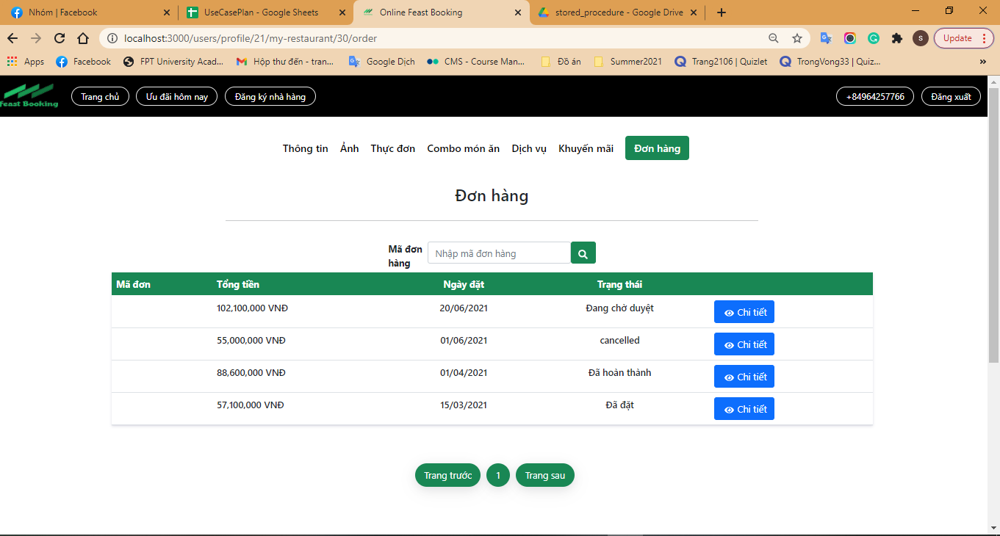 Nhóm | Facebook
UseCasePlan - Google Sheets
Online Feast Booking
stored_procedure - Google Drive
localhost:3000/users/profile/21/my-restaurant/30/order
S
Update
Apps
Facebook
FPT University Acad...
Hộp thư đến - tran...
Google Dịch
CMS - Course Man...
Đồ án
Summer2021
Trang2106 | Quizlet
TrongVong33 | Quiz...
»
Feast Booking
Trang chủ
Ưu đãi hôm nay
Đăng ký nhà hàng
+84964257766
Đăng xuất
Thông tin Ảnh Thực đơn Combo món ăn Dịch vụ Khuyến mãi Đơn hàng
Đơn hàng
Mã đơn hàng
Nhập mã đơn hàng
Mã đơn Tổng tiền Ngày đặt Trạng thái
102,100,000 VNĐ 20/06/2021 Đang chờ duyệt Chi tiết
55,000,000 VNĐ 01/06/2021 cancelled Chi tiết
88,600,000 VNĐ 01/04/2021 Đã hoàn thành Chi tiết
57,100,000 VNĐ 15/03/2021 Đã đặt Chi tiết
Trang trước 1 Trang sau